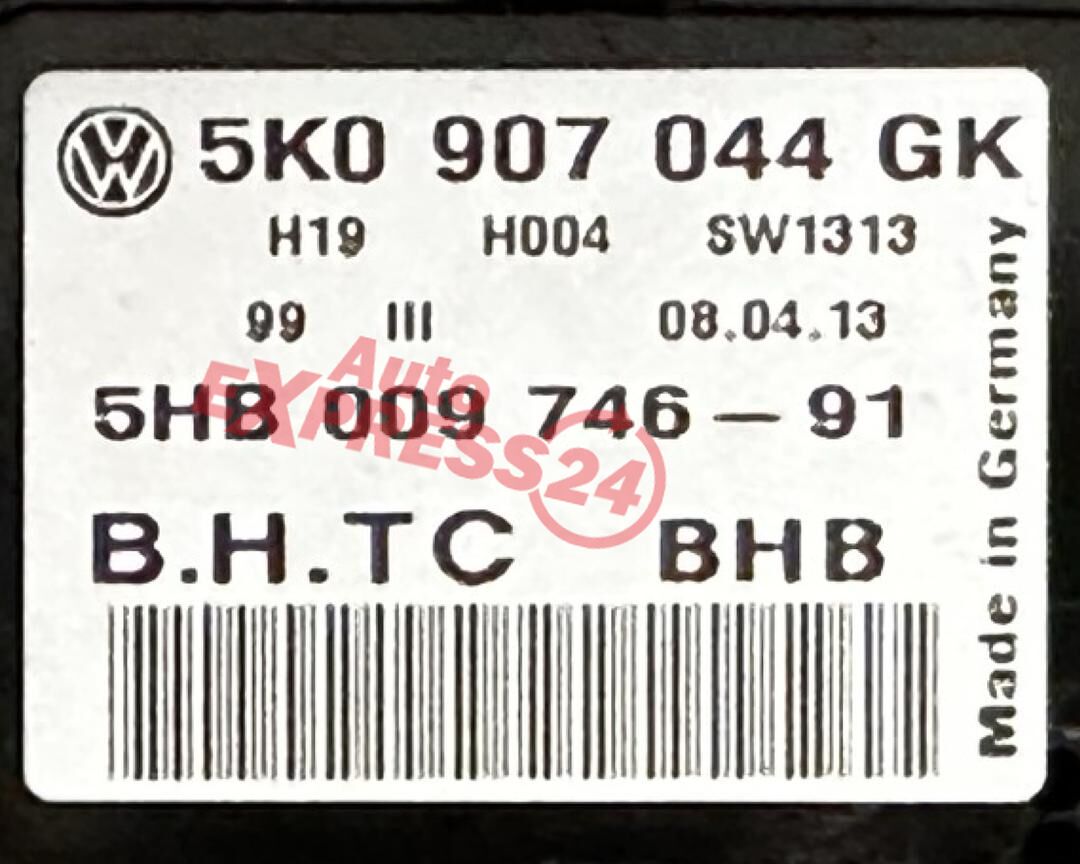 5K0 907 044 GK
H19 H004 SW1313
99 III 08.04.13
5HB 009 746-91
B.H.TC BHB
Made in Germany
Auto
EXPRESS24